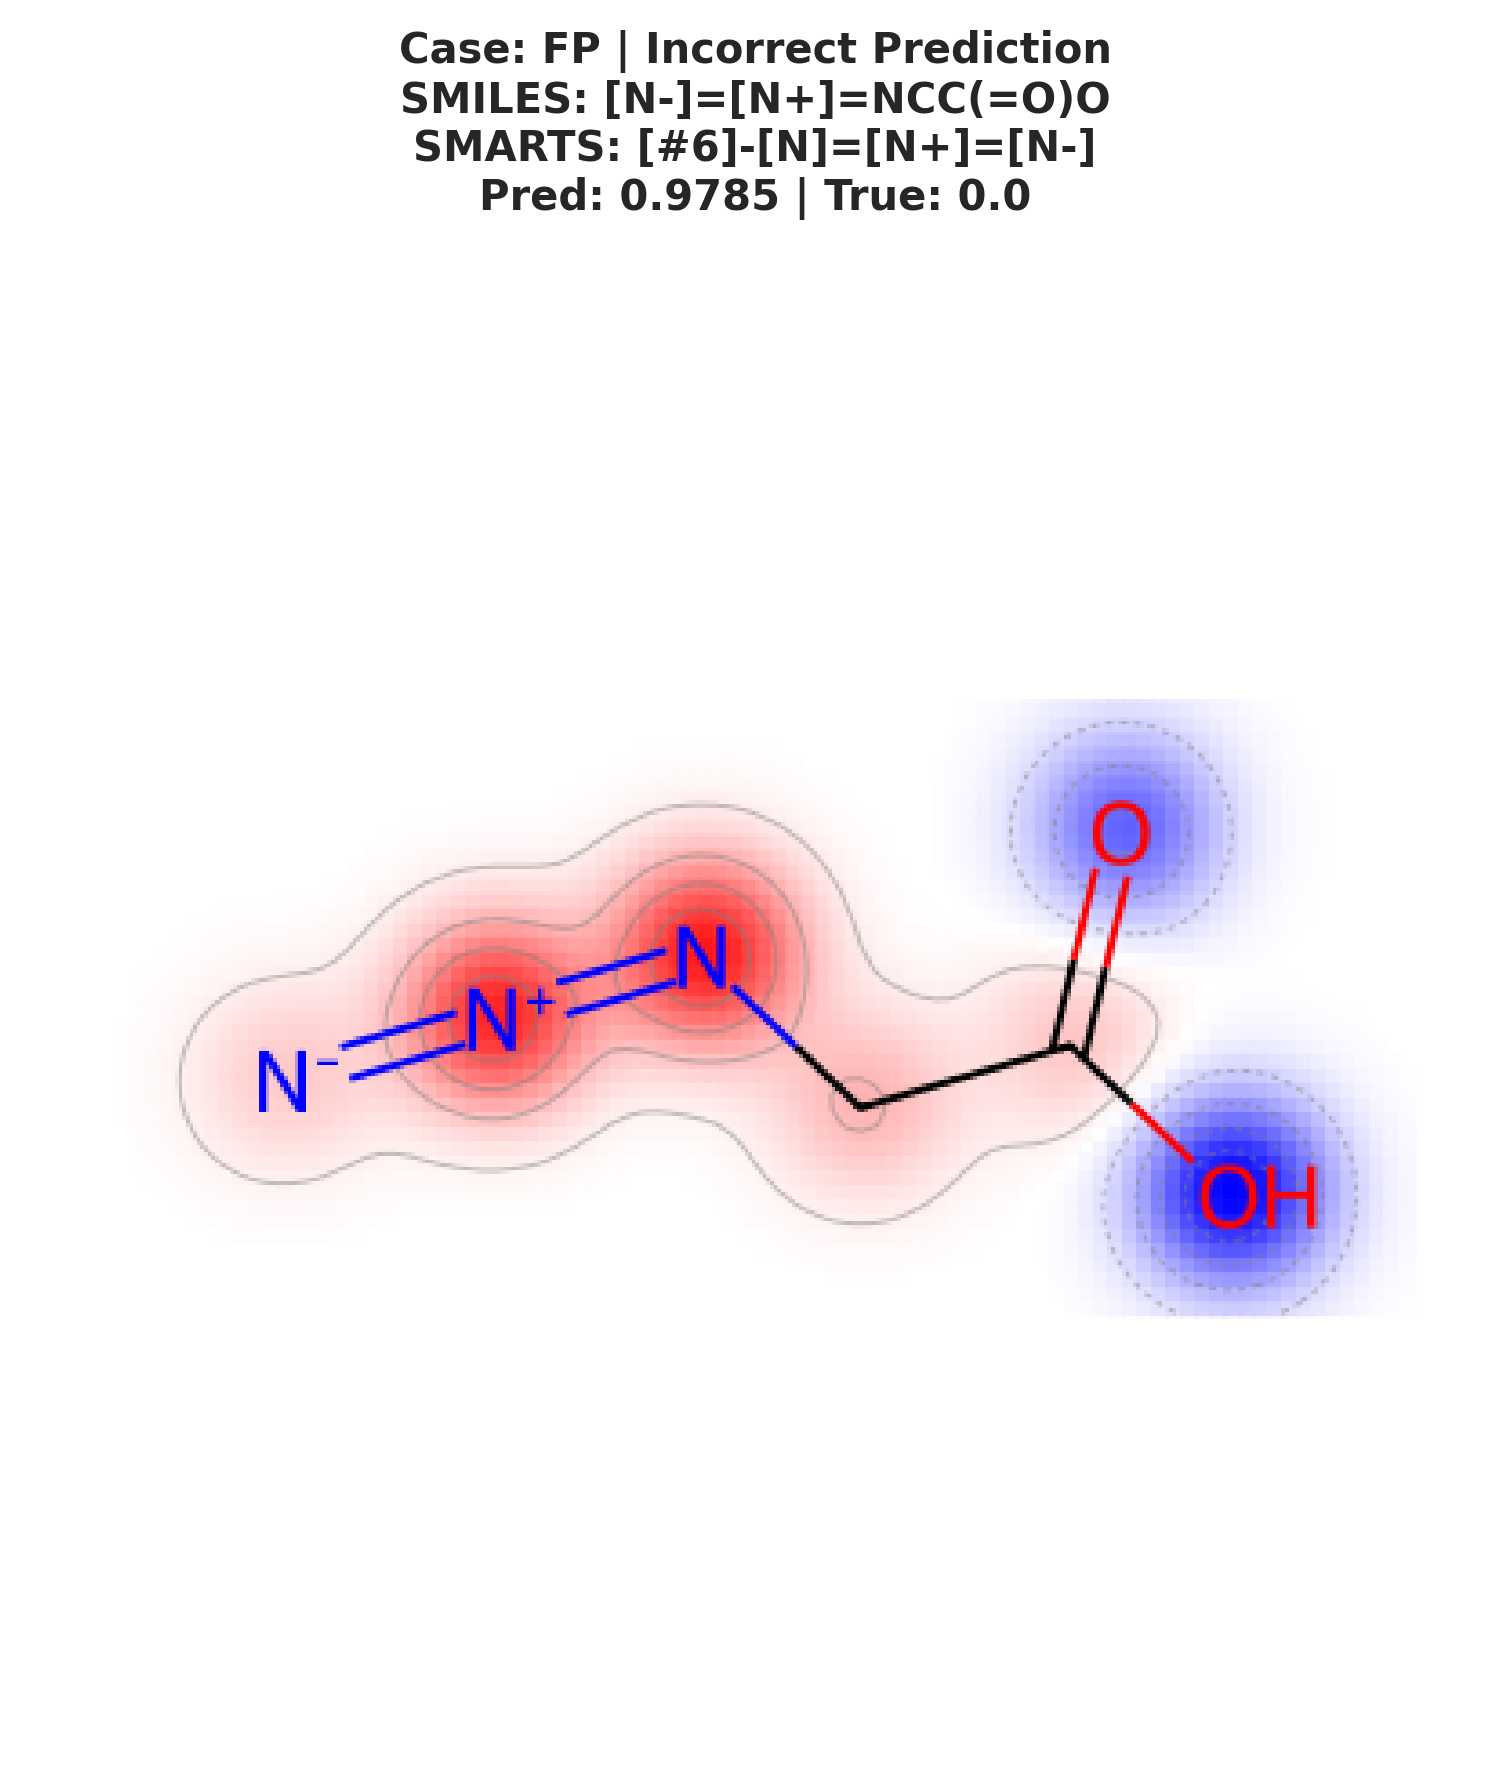 Case: FP | Incorrect Prediction
SMILES: [N-]=[N+]=NCC(=O)O
SMARTS: [#6]-[N]=[N+]=[N-]
Pred: 0.9785 | True: 0.0
O
N
N+
N−
OH